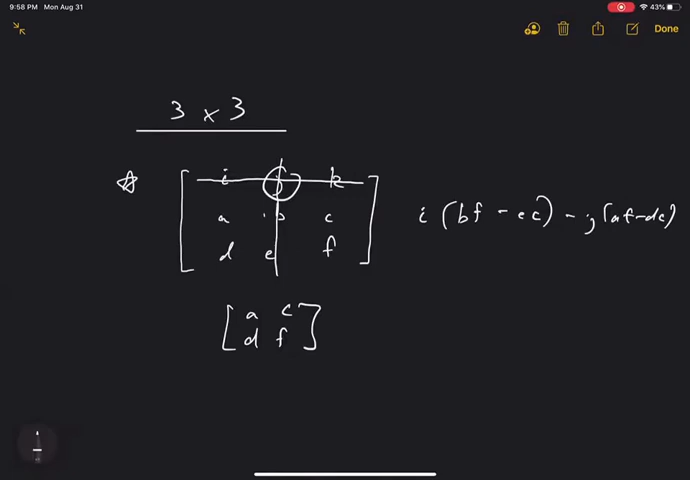 9:58 PM Mon Aug 31
43%
Done
3 x 3
i j k
a b c
d e f
i (bf - ec) - j (af - dc)
a c
d f